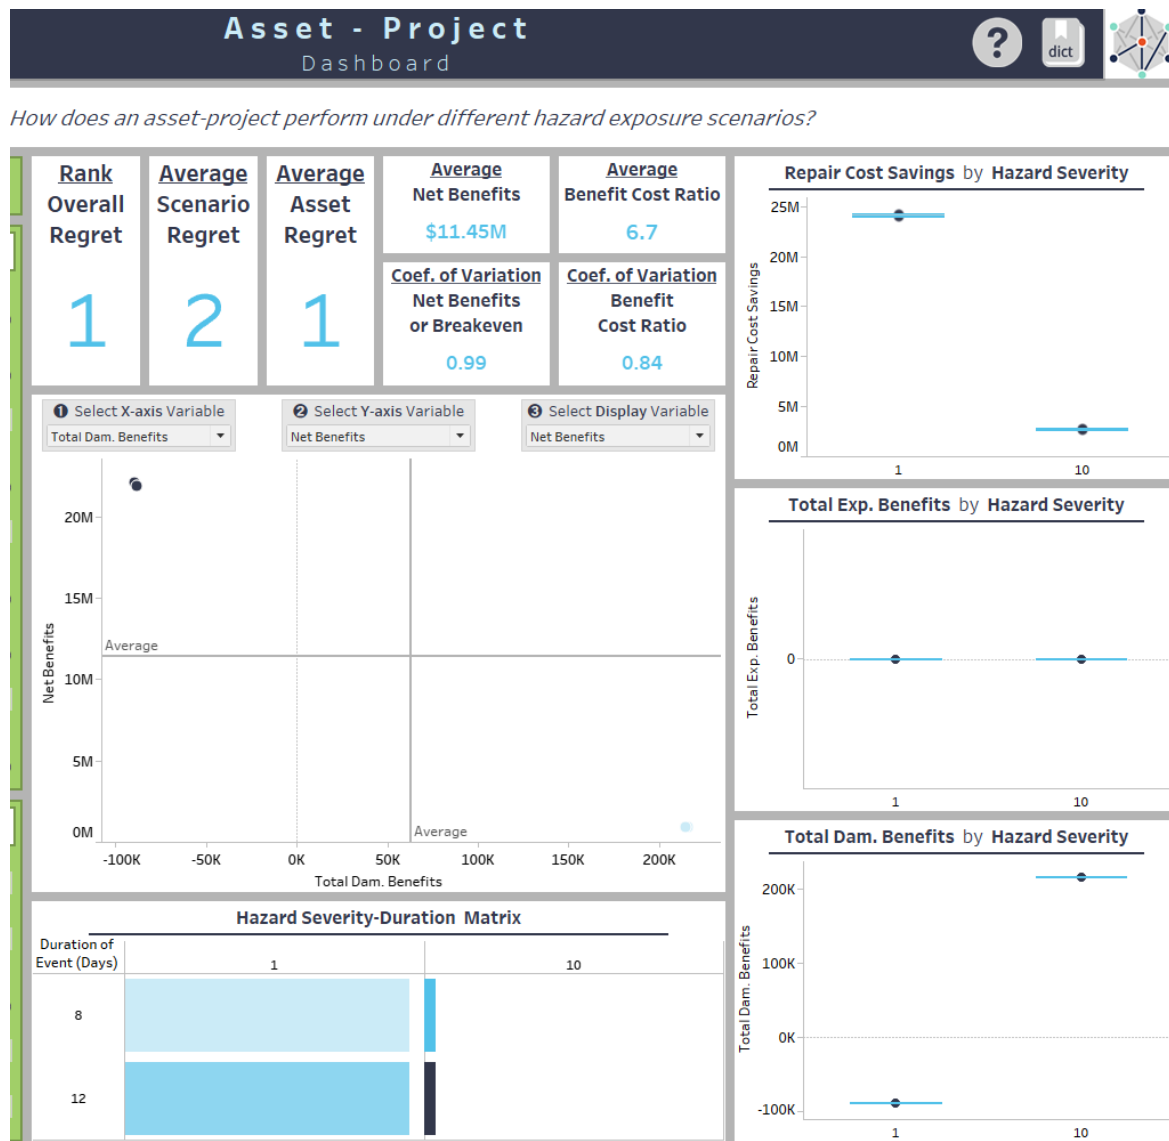 Asset - Project
Dashboard
?
dict
How does an asset-project perform under different hazard exposure scenarios?
Rank
Overall
Regret
1
Average
Scenario
Regret
2
Average
Asset
Regret
1
Average
Net Benefits
$11.45M
Average
Benefit Cost Ratio
6.7
Coef. of Variation
Net Benefits
or Breakeven
0.99
Coef. of Variation
Benefit
Cost Ratio
0.84
❶ Select X-axis Variable
Total Dam. Benefits
❷ Select Y-axis Variable
Net Benefits
❸ Select Display Variable
Net Benefits
Net Benefits
20M
15M
10M
5M
0M
Average
Average
-100K
-50K
0K
50K
100K
150K
200K
Total Dam. Benefits
Hazard Severity-Duration Matrix
Duration of
Event (Days)
1
10
8
12
Repair Cost Savings by Hazard Severity
Repair Cost Savings
25M
20M
15M
10M
5M
0M
1
10
Total Exp. Benefits by Hazard Severity
Total Exp. Benefits
0
1
10
Total Dam. Benefits by Hazard Severity
Total Dam. Benefits
200K
100K
0K
-100K
1
10